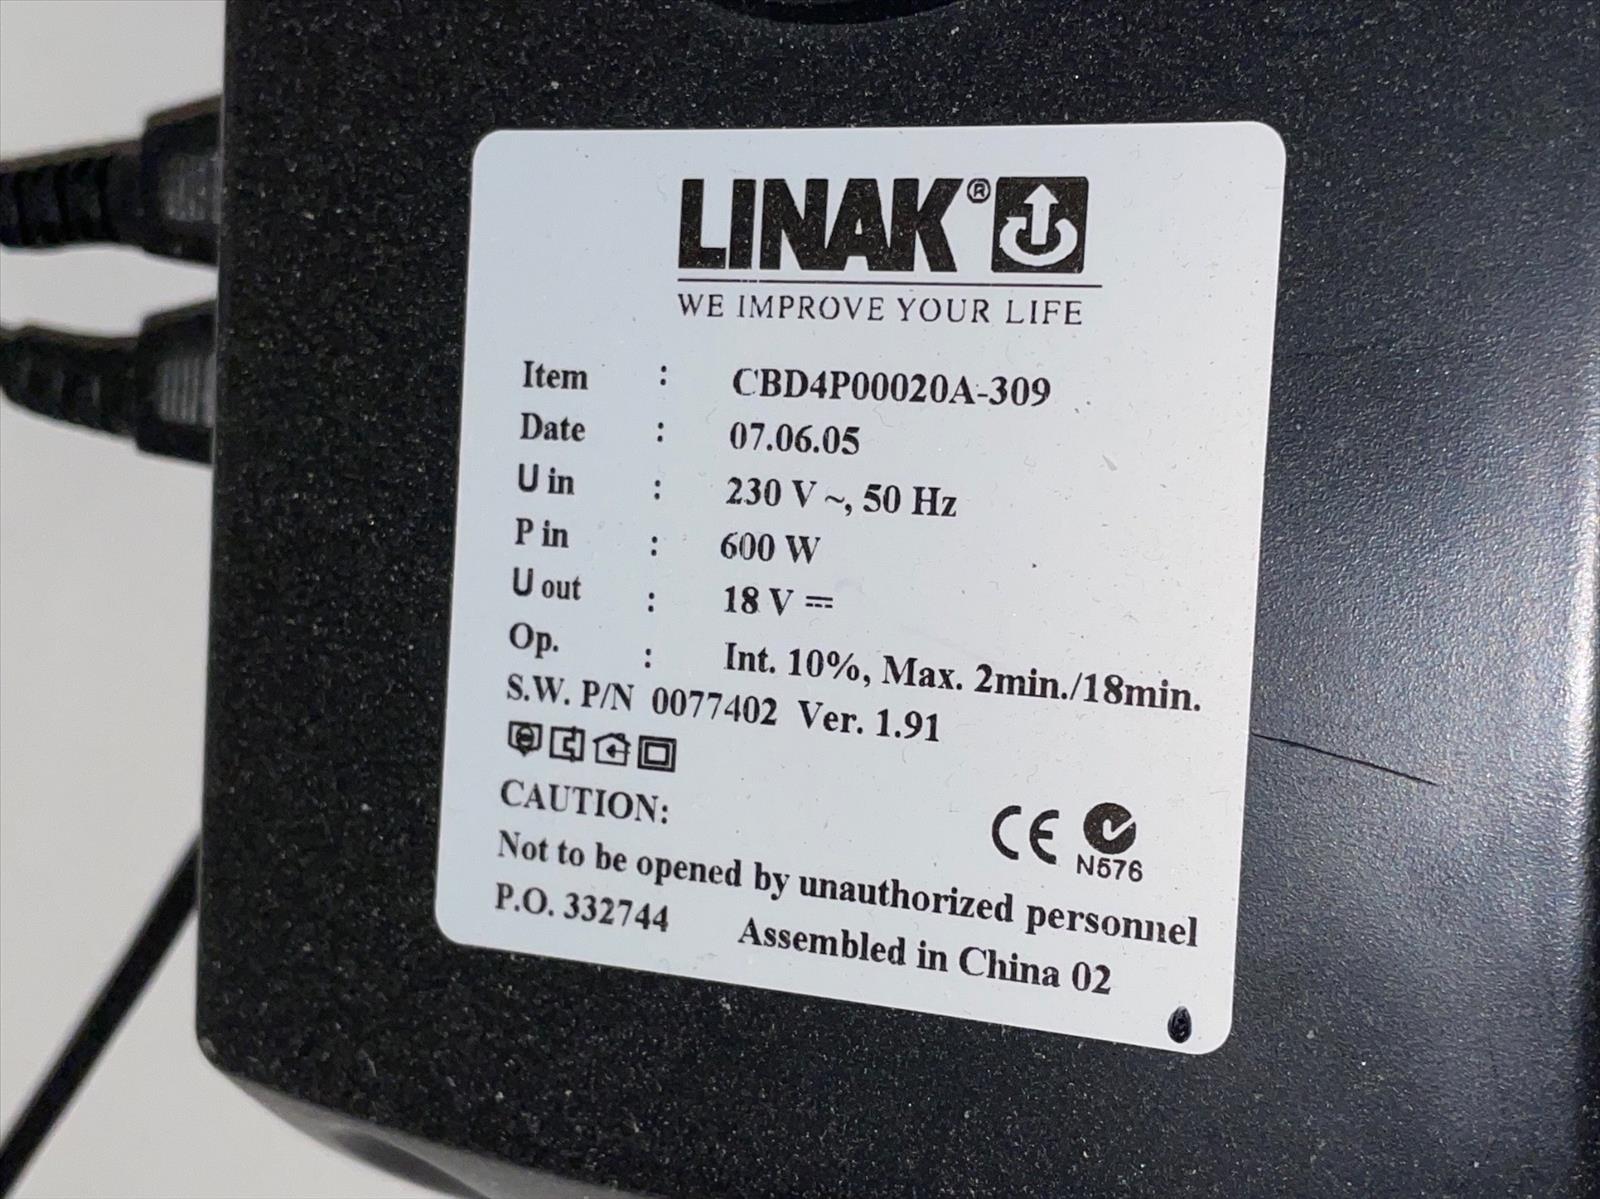 LINAK®
WE IMPROVE YOUR LIFE
Item : CBD4P00020A-309
Date : 07.06.05
U in : 230 V ~, 50 Hz
P in : 600 W
U out : 18 V ⎓
Op. : Int. 10%, Max. 2min./18min.
S.W. P/N 0077402 Ver. 1.91
CAUTION:
CE
N576
Not to be opened by unauthorized personnel
P.O. 332744 Assembled in China 02